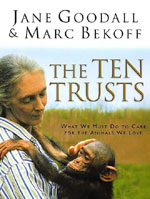 JANE GOODALL
& MARC BEKOFF
THE TEN
TRUSTS
WHAT WE MUST DO TO CARE
FOR THE ANIMALS WE LOVE